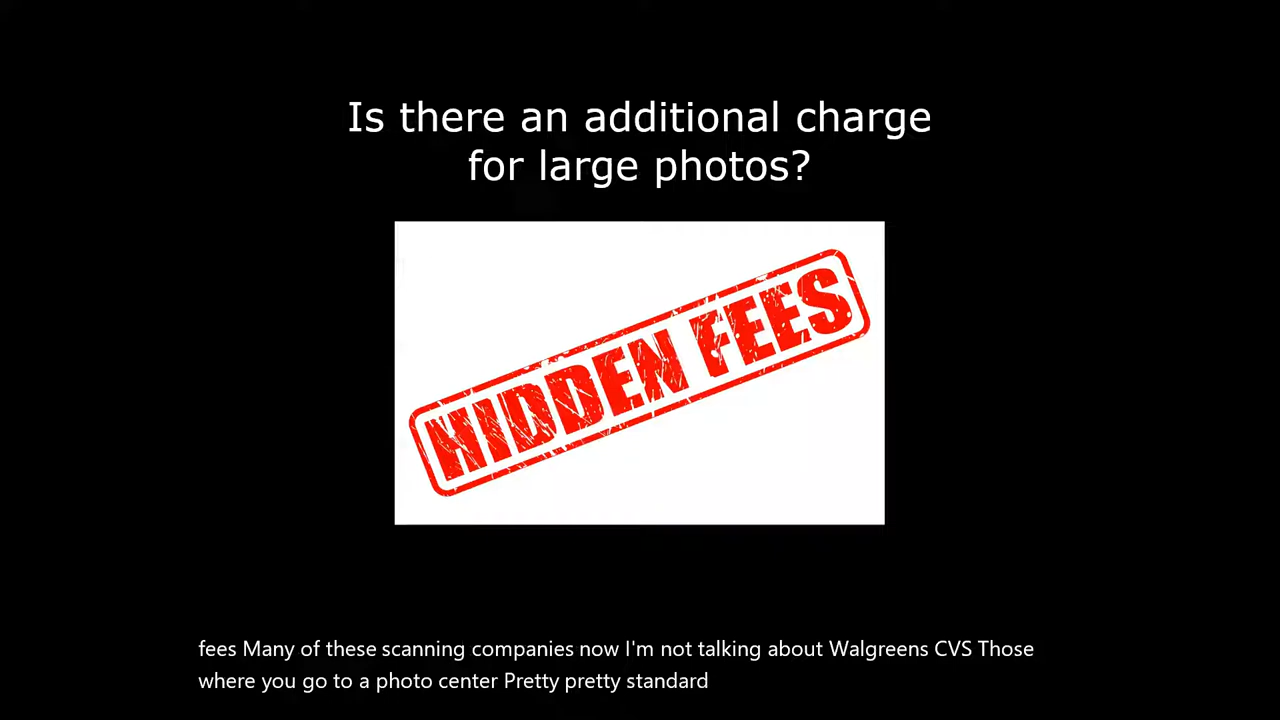 Is there an additional charge
for large photos?
HIDDEN FEES
fees Many of these scanning companies now I'm not talking about Walgreens CVS Those
where you go to a photo center Pretty pretty standard